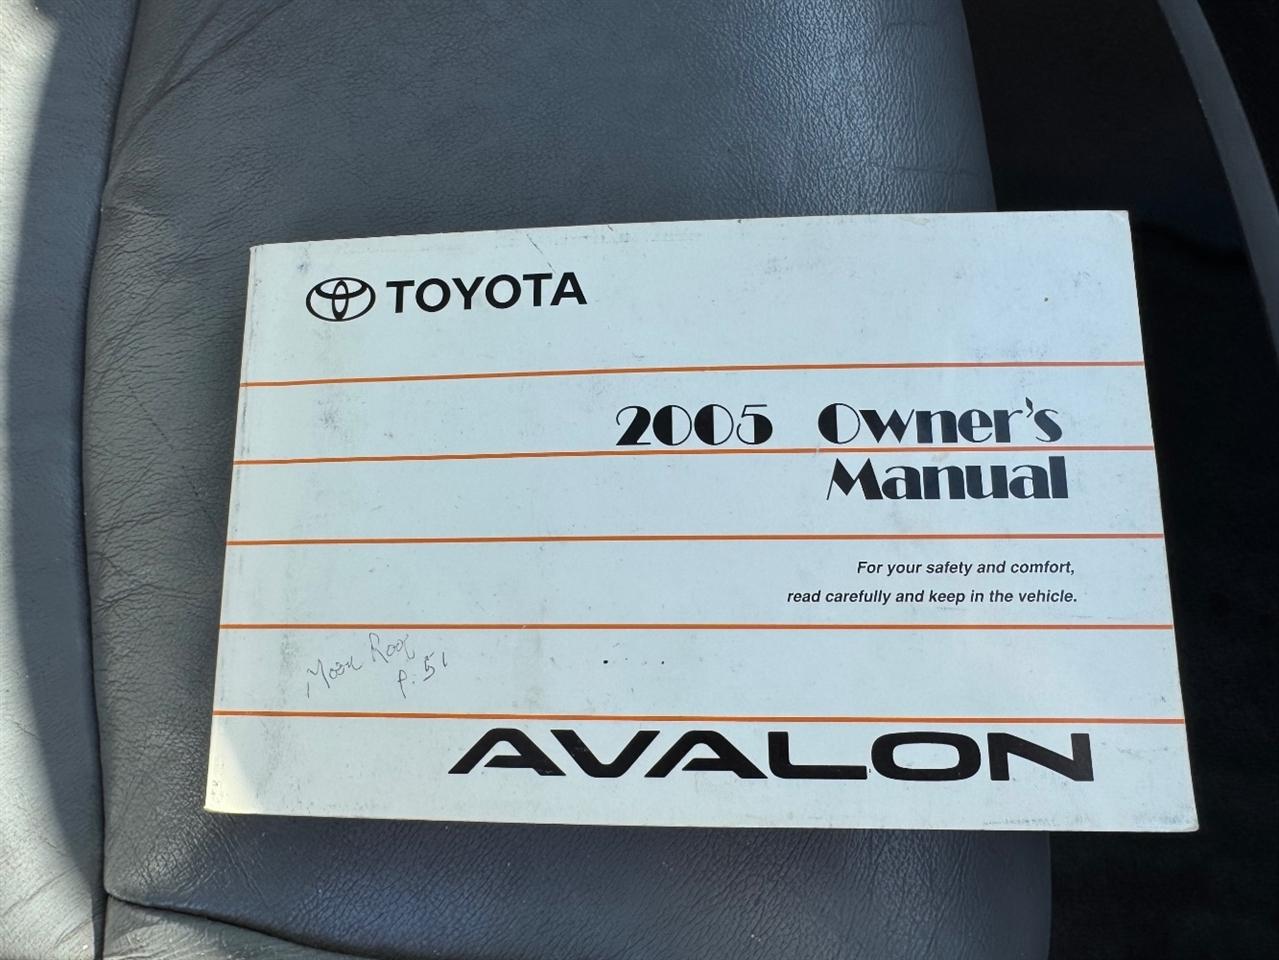 TOYOTA
2005 Owner's
Manual
For your safety and comfort,
read carefully and keep in the vehicle.
Moon Roof
p. 51
AVALON